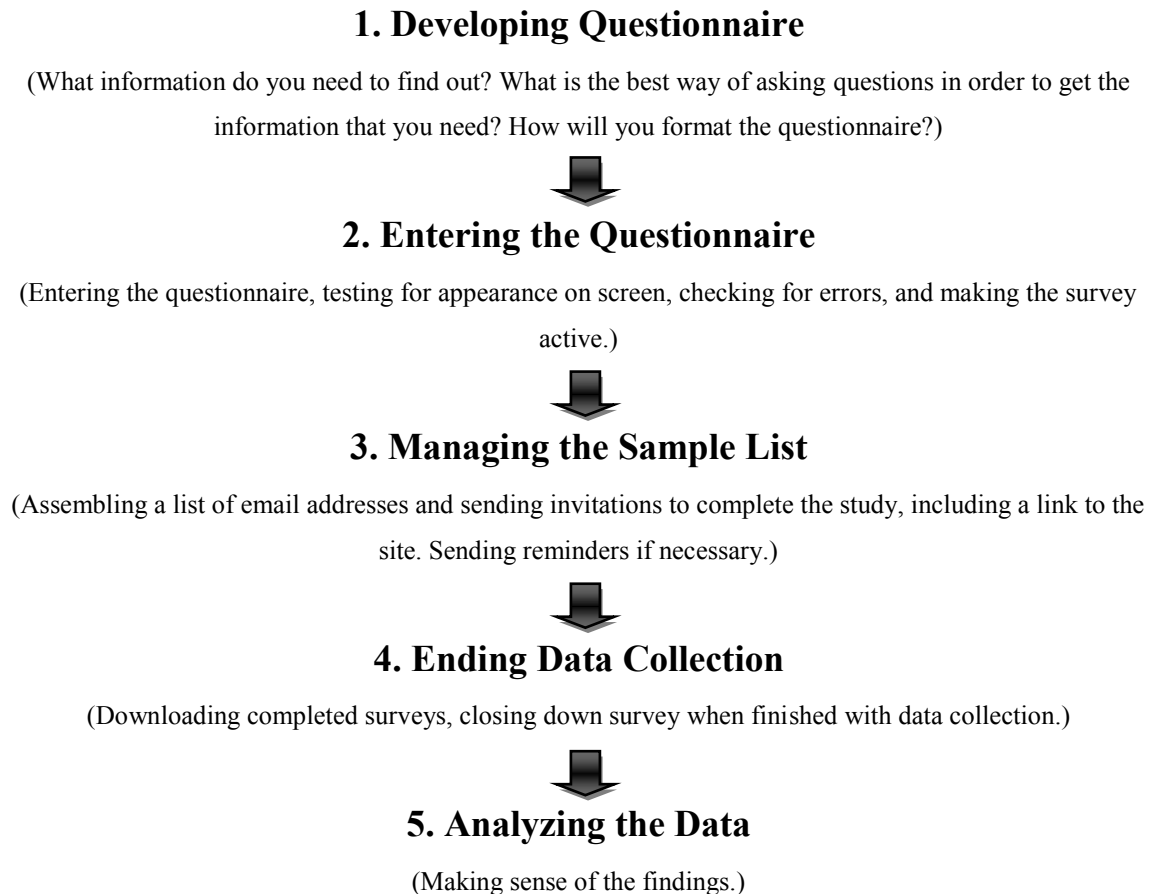 1. Developing Questionnaire
(What information do you need to find out? What is the best way of asking questions in order to get the
information that you need? How will you format the questionnaire?)
2. Entering the Questionnaire
(Entering the questionnaire, testing for appearance on screen, checking for errors, and making the survey
active.)
3. Managing the Sample List
(Assembling a list of email addresses and sending invitations to complete the study, including a link to the
site. Sending reminders if necessary.)
4. Ending Data Collection
(Downloading completed surveys, closing down survey when finished with data collection.)
5. Analyzing the Data
(Making sense of the findings.)